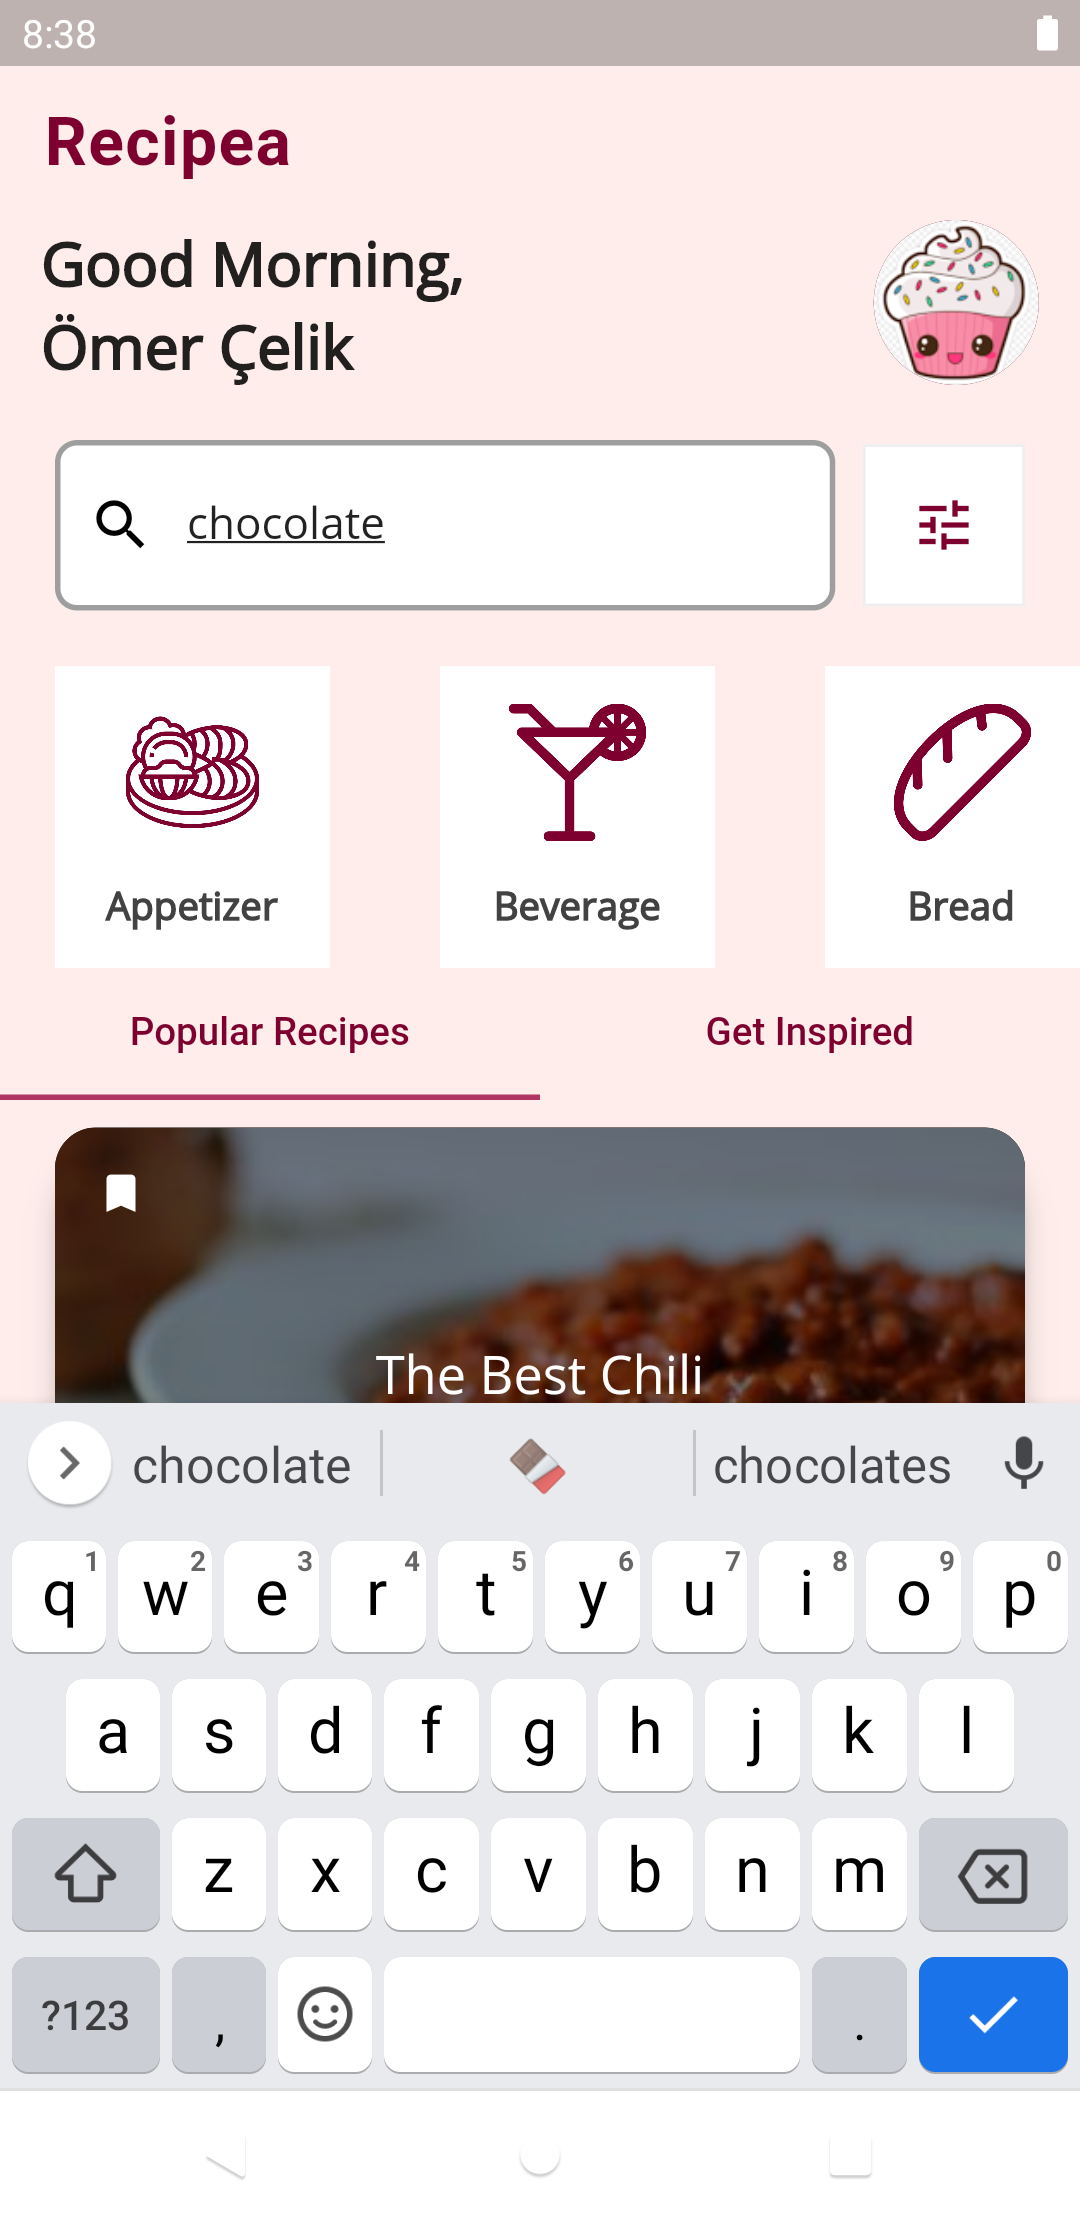 8:38
Recipea
Good Morning,
Ömer Çelik
chocolate
Appetizer
Beverage
Bread
Popular Recipes
Get Inspired
The Best Chili
chocolate
chocolates
q 1 w 2 e 3 r 4 t 5 y 6 u 7 i 8 o 9 p 0
a s d f g h j k l
z x c v b n m
?123 , .